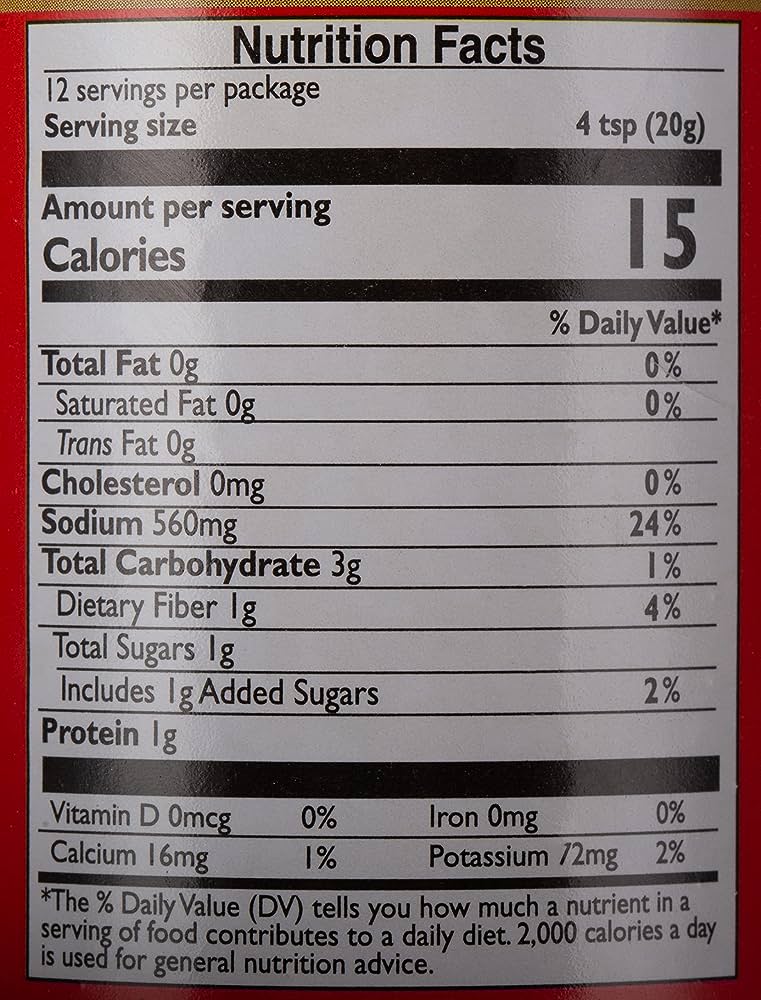 Nutrition Facts
12 servings per package
Serving size 4 tsp (20g)
Amount per serving
Calories 15
% Daily Value*
Total Fat 0g 0%
Saturated Fat 0g 0%
Trans Fat 0g
Cholesterol 0mg 0%
Sodium 560mg 24%
Total Carbohydrate 3g 1%
Dietary Fiber 1g 4%
Total Sugars 1g
Includes 1g Added Sugars 2%
Protein 1g
Vitamin D 0mcg 0% Iron 0mg 0%
Calcium 16mg 1% Potassium 72mg 2%
*The % Daily Value (DV) tells you how much a nutrient in a
serving of food contributes to a daily diet. 2,000 calories a day
is used for general nutrition advice.